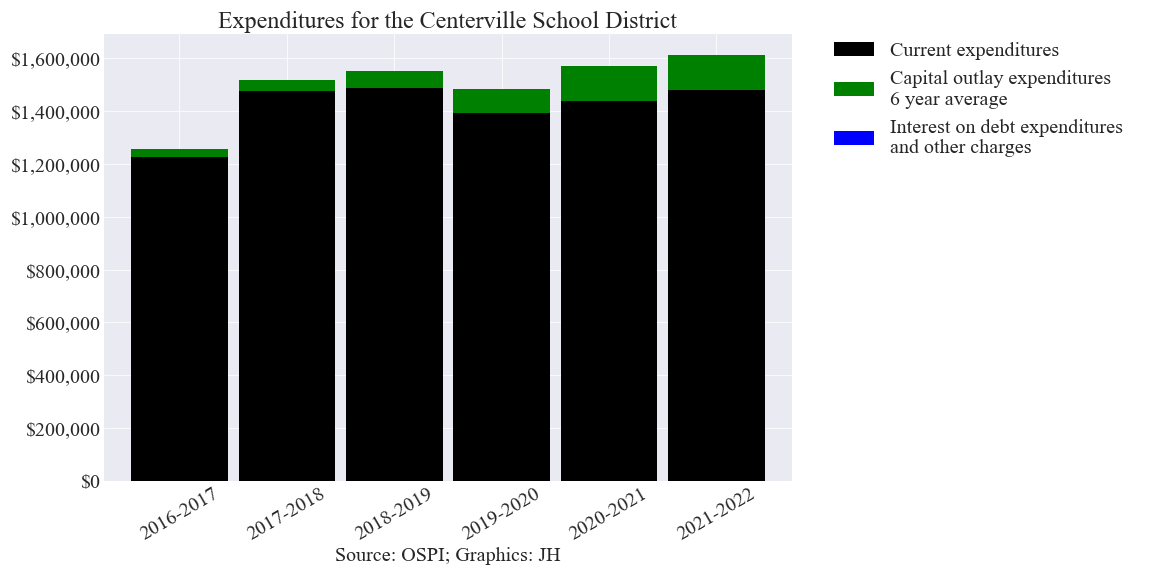 Expenditures for the Centerville School District
$1,600,000
$1,400,000
$1,200,000
$1,000,000
$800,000
$600,000
$400,000
$200,000
$0
2016-2017
2017-2018
2018-2019
2019-2020
2020-2021
2021-2022
Source: OSPI; Graphics: JH
Current expenditures
Capital outlay expenditures
6 year average
Interest on debt expenditures
and other charges